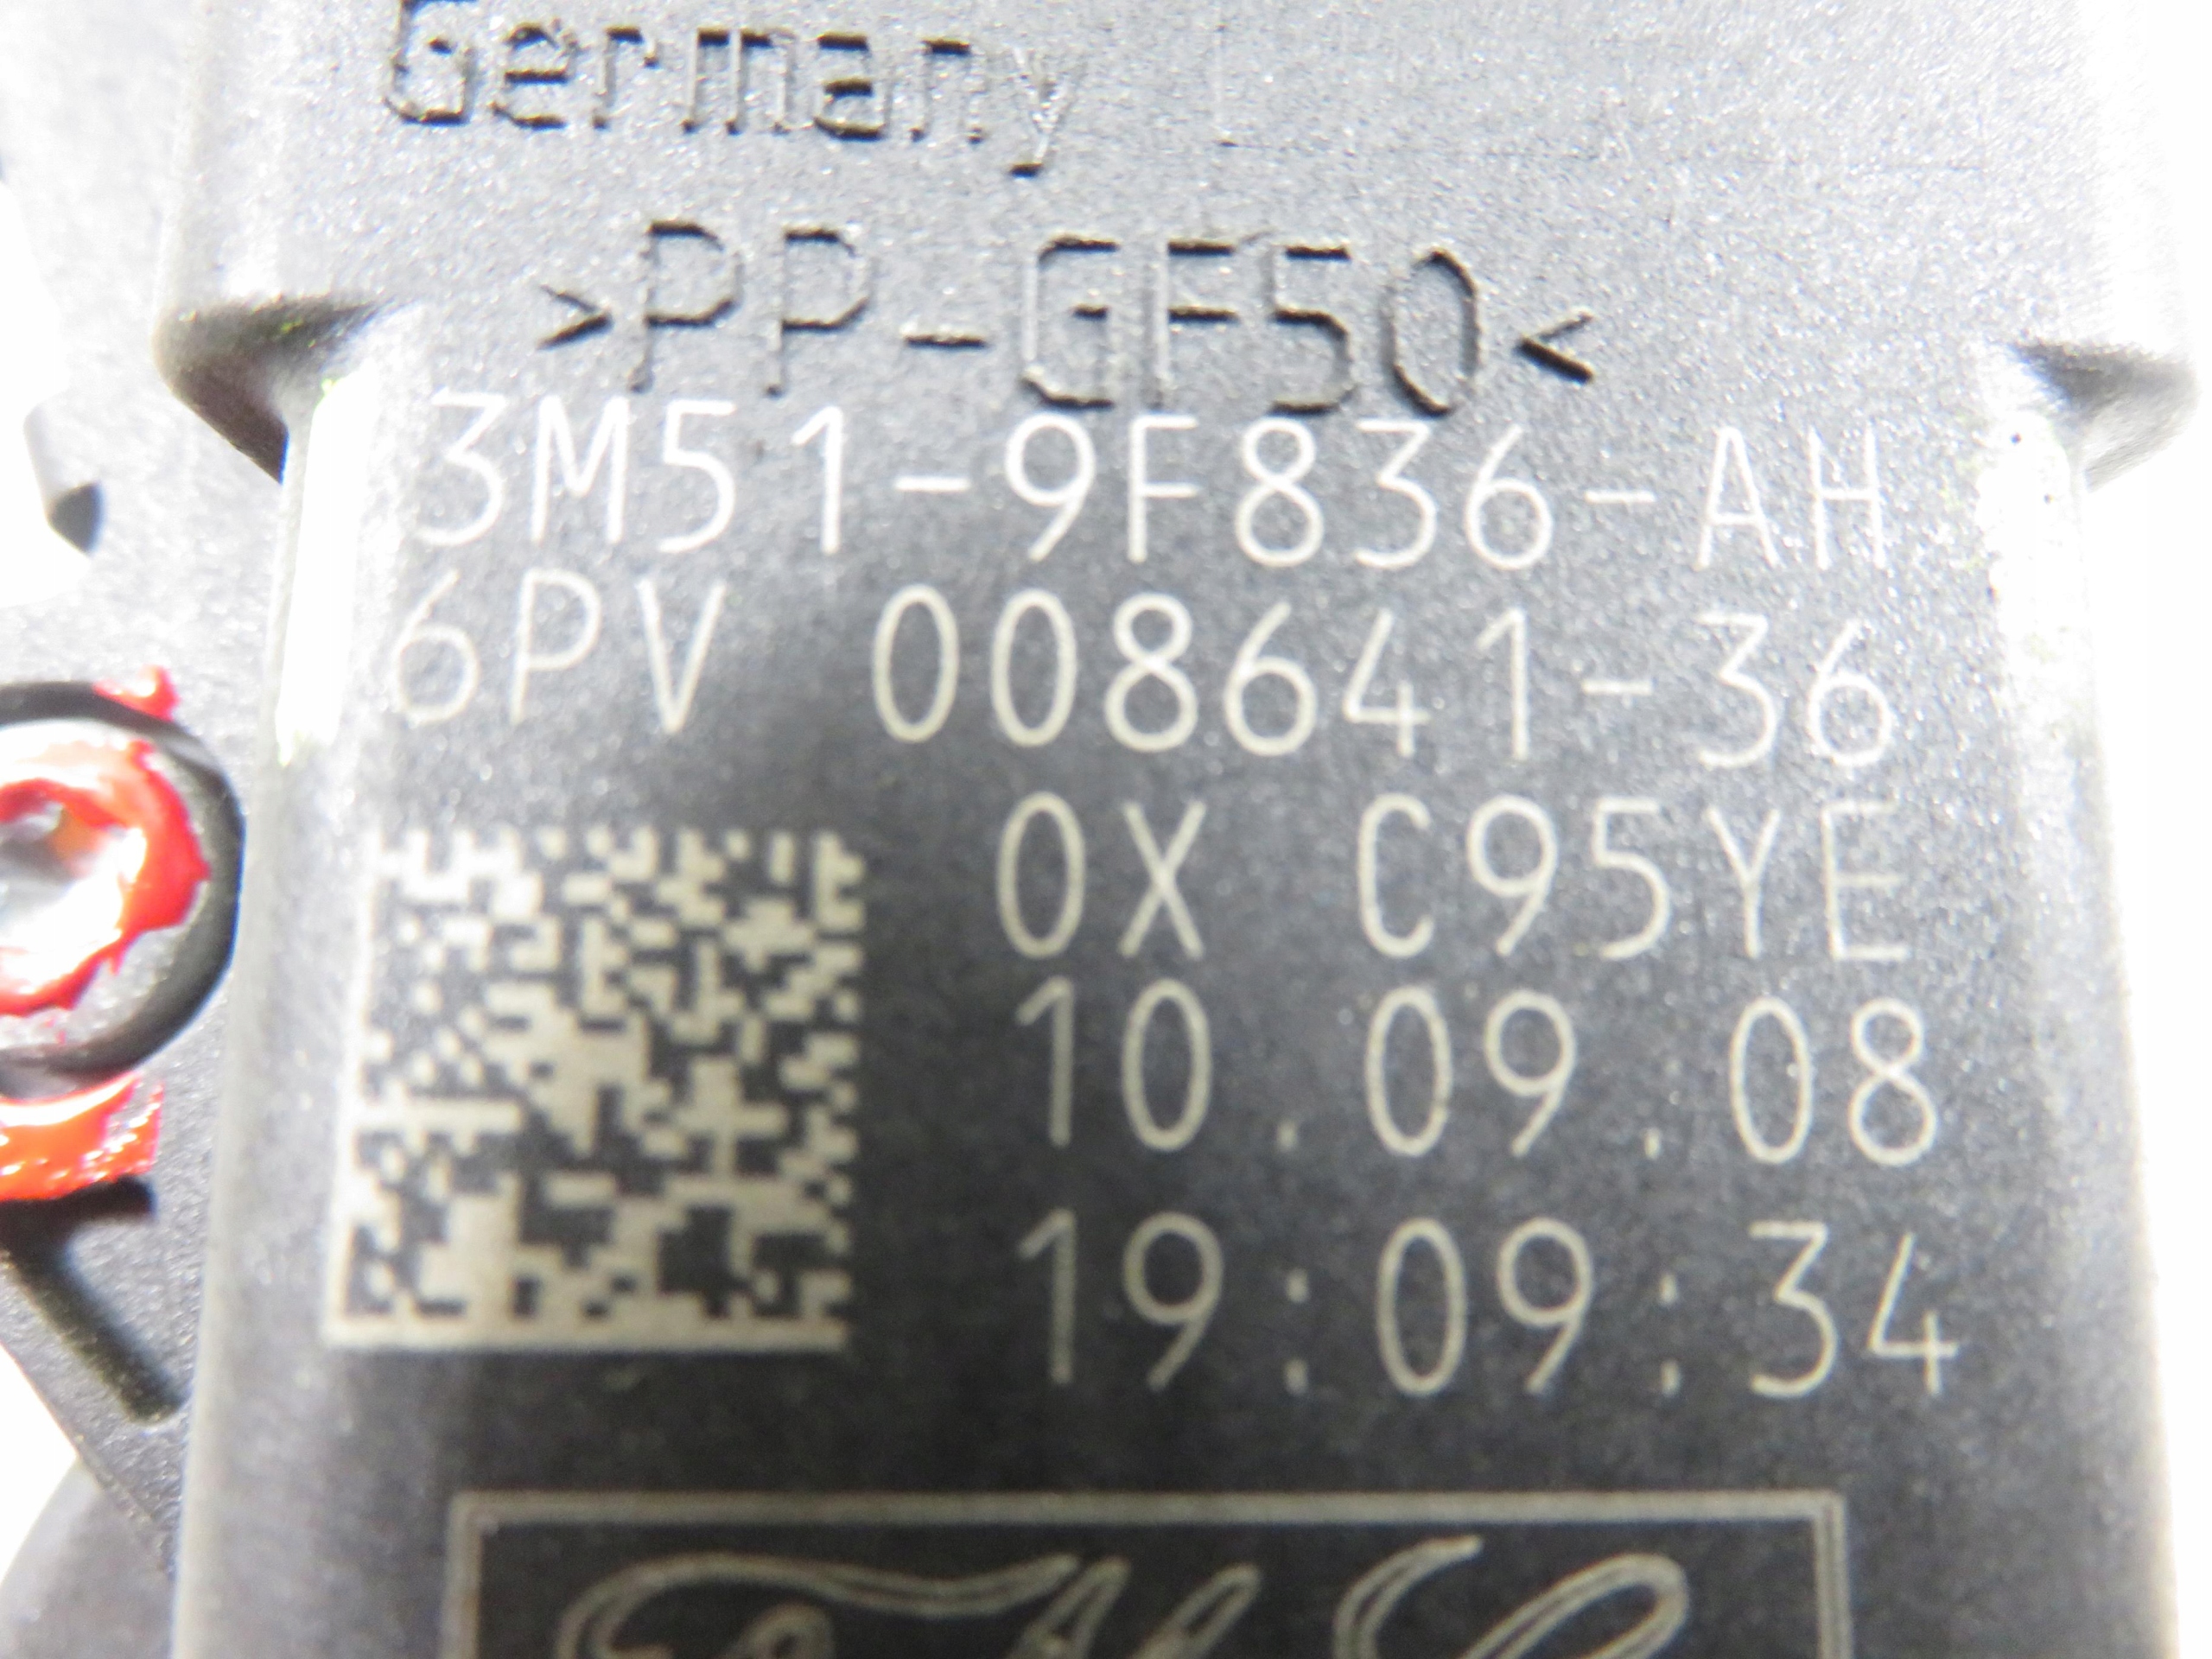 Germany
>PP-GF50<
3M51-9F836-AH
6PV 008641-36
0X C95YE
10.09.08
19:09:34